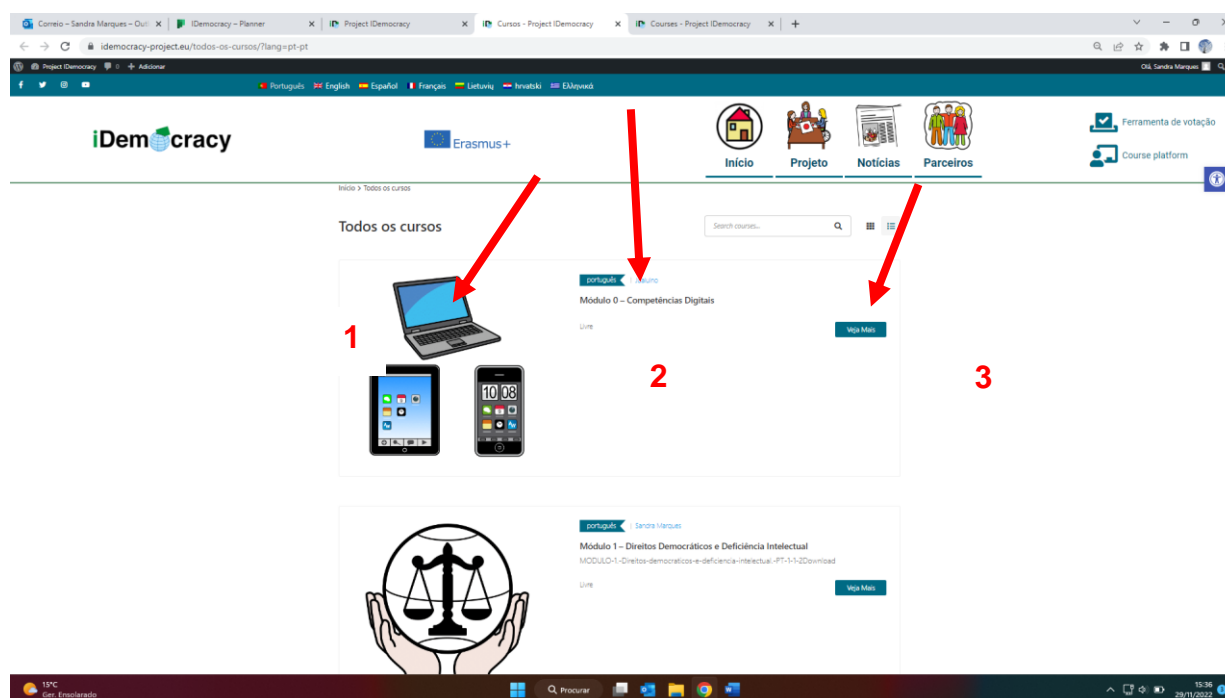 Correio – Sandra Marques – Out
IDemocracy – Planner
Project IDemocracy
Cursos - Project IDemocracy
Courses - Project IDemocracy
idemocracy-project.eu/todos-os-cursos/?lang=pt-pt
Project IDemocracy 0 + Adicionar
Olá, Sandra Marques
Português English Español Français Lietuvių hrvatski Ελληνικά
iDemocracy
Erasmus+
Início Projeto Notícias Parceiros
Ferramenta de votação
Course platform
Início > Todos os cursos
Todos os cursos
Search courses...
português
Módulo 0 – Competências Digitais
Livre
Veja Mais
1
2
3
10 08
português | Sandra Marques
Módulo 1 – Direitos Democráticos e Deficiência Intelectual
MODULO-1.-Direitos-democraticos-e-deficiencia-intelectual.-PT-1-1-2Download
Livre
Veja Mais
15°C
Ger. Ensolarado
Procurar
15:36
29/11/2022